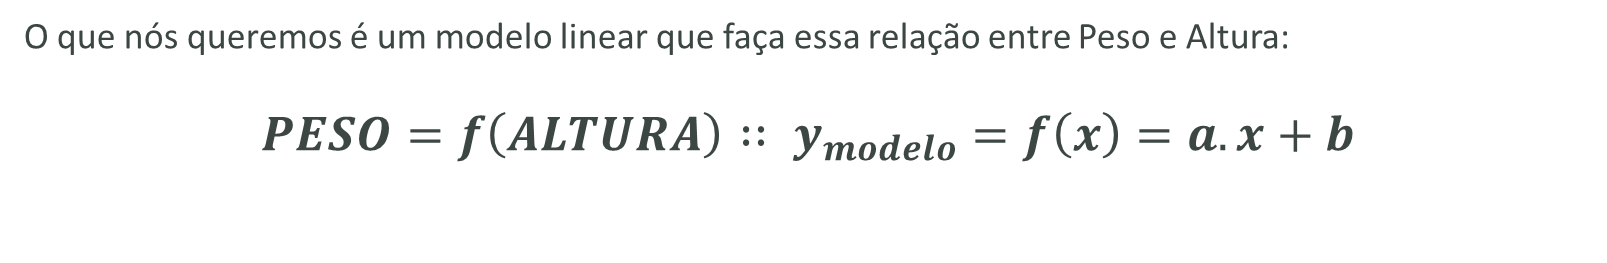 O que nós queremos é um modelo linear que faça essa relação entre Peso e Altura:
PESO = f(ALTURA) :: y_modelo = f(x) = a.x + b